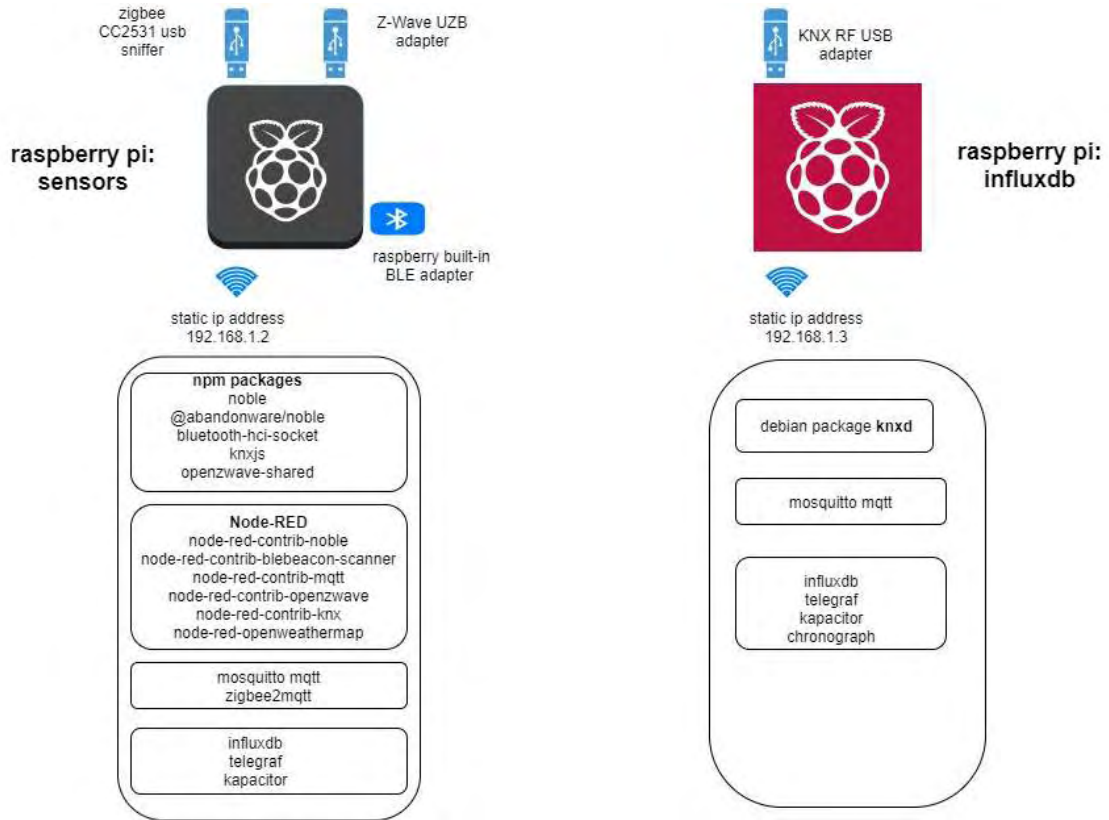 zigbee
CC2531 usb
sniffer
Z-Wave UZB
adapter
raspberry pi:
sensors
raspberry built-in
BLE adapter
static ip address
192.168.1.2
npm packages
noble
@abandonware/noble
bluetooth-hci-socket
knxjs
openzwave-shared
Node-RED
node-red-contrib-noble
node-red-contrib-blebeacon-scanner
node-red-contrib-mqtt
node-red-contrib-openzwave
node-red-contrib-knx
node-red-openweathermap
mosquitto mqtt
zigbee2mqtt
influxdb
telegraf
kapacitor
KNX RF USB
adapter
raspberry pi:
influxdb
static ip address
192.168.1.3
debian package knxd
mosquitto mqtt
influxdb
telegraf
kapacitor
chronograph